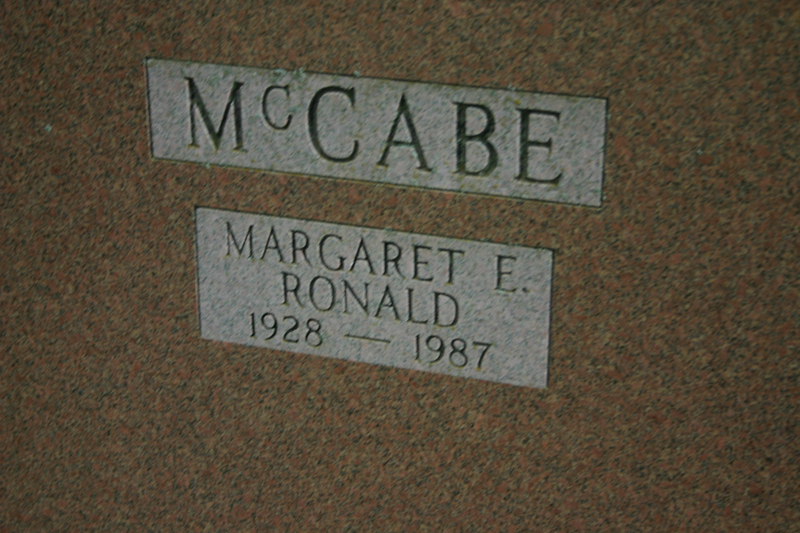 McCABE
MARGARET E.
RONALD
1928 — 1987